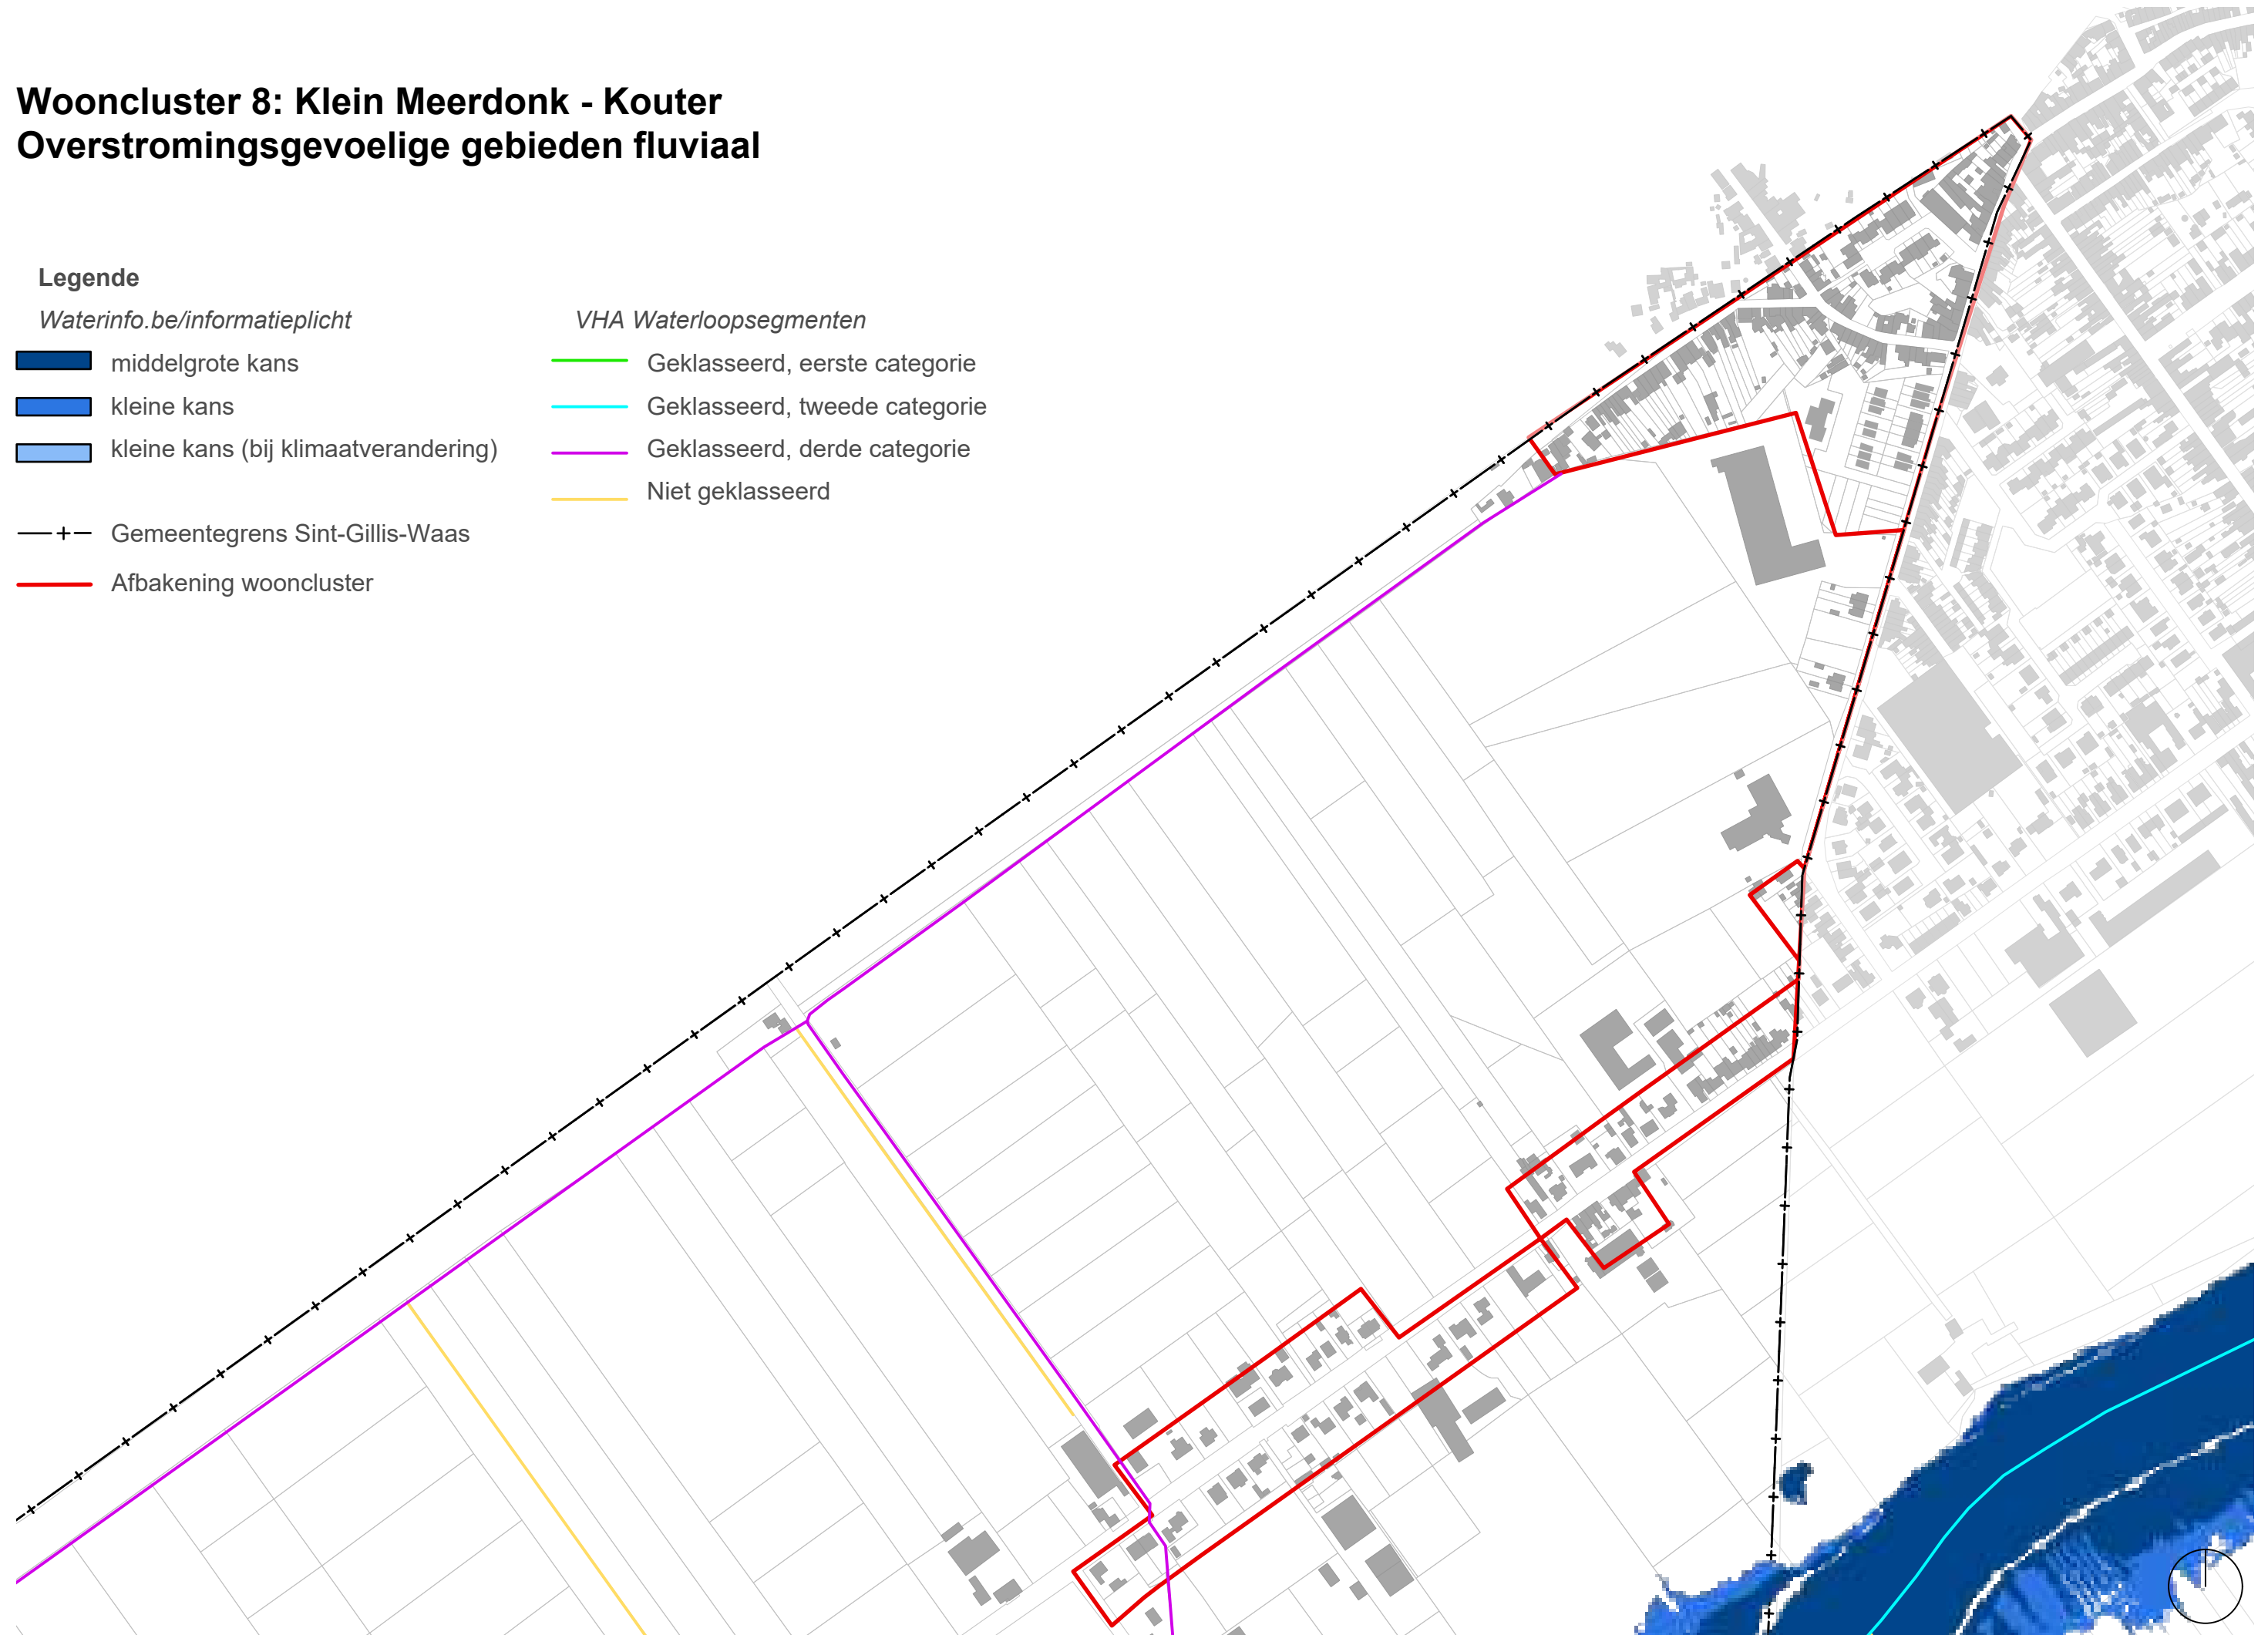 Wooncluster 8: Klein Meerdonk - Kouter
Overstromingsgevoelige gebieden fluviaal
Legende
Waterinfo.be/informatieplicht
middelgrote kans
kleine kans
kleine kans (bij klimaatverandering)
Gemeentegrens Sint-Gillis-Waas
Afbakening wooncluster
VHA Waterloopsegmenten
Geklasseerd, eerste categorie
Geklasseerd, tweede categorie
Geklasseerd, derde categorie
Niet geklasseerd